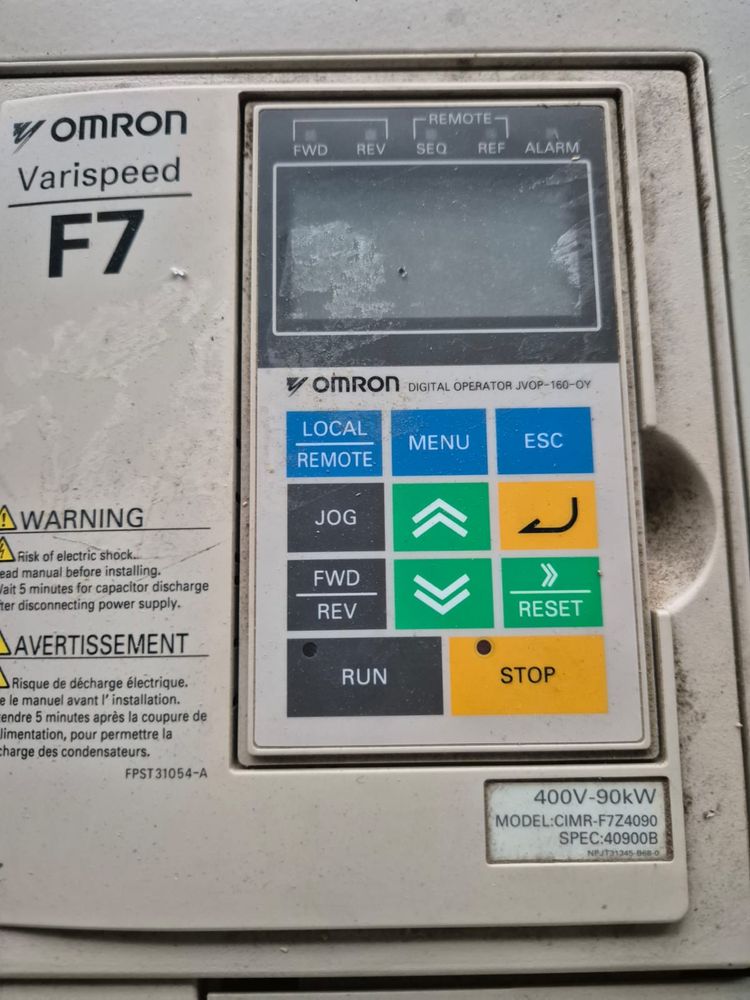 OMRON
Varispeed
F7
REMOTE
FWD REV SEQ REF ALARM
OMRON DIGITAL OPERATOR JVOP-160-OY
LOCAL
REMOTE
MENU
ESC
JOG
FWD
REV
RESET
RUN
STOP
WARNING
Risk of electric shock.
ead manual before installing.
ait 5 minutes for capacitor discharge
ter disconnecting power supply.
AVERTISSEMENT
Risque de décharge électrique.
e le manuel avant l' installation.
endre 5 minutes après la coupure de
limentation, pour permettre la
charge des condensateurs.
FPST31054-A
400V-90kW
MODEL:CIMR-F7Z4090
SPEC:40900B